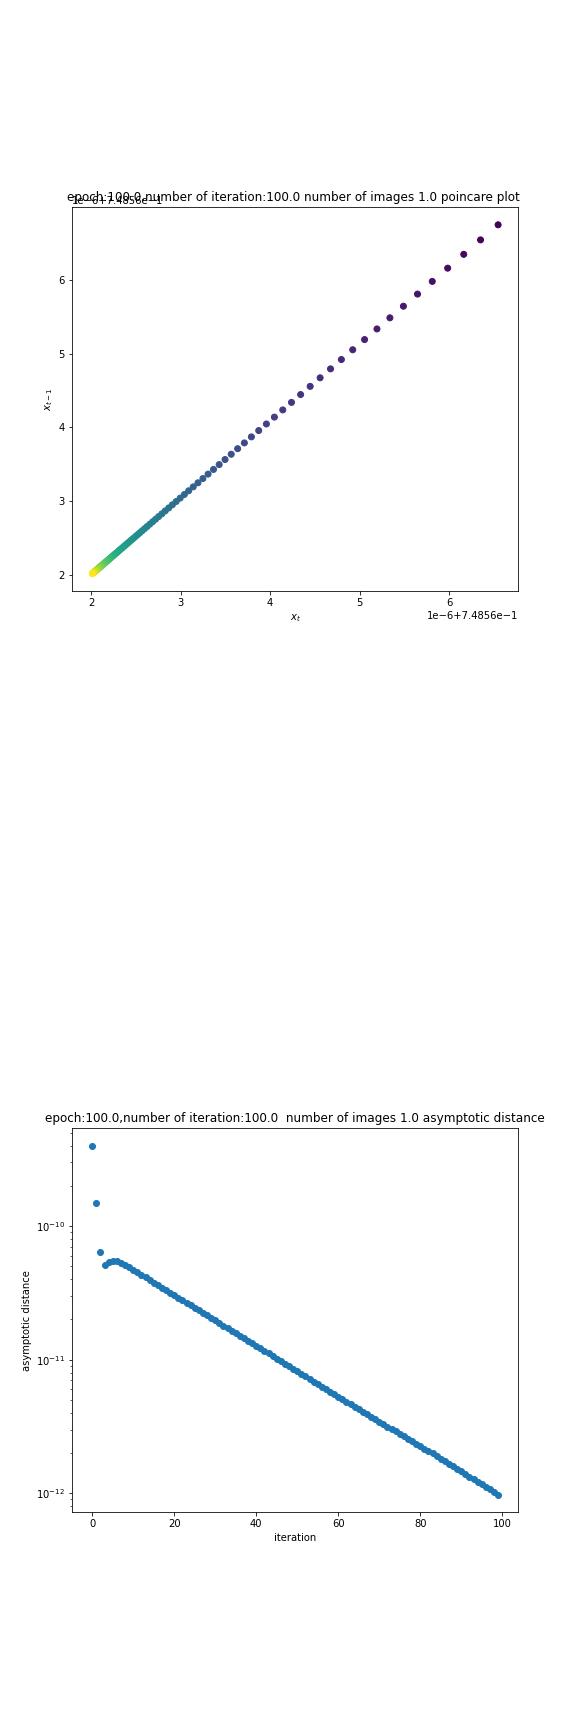 epoch:100.0,number of iteration:100.0 number of images 1.0 poincare plot
1e−6+7.4856e−1
6
5
4
3
2
x_{t−1}
2 3 4 5 6
x_t
1e−6+7.4856e−1
epoch:100.0,number of iteration:100.0  number of images 1.0 asymptotic distance
10^{−10}
10^{−11}
10^{−12}
asymptotic distance
0 20 40 60 80 100
iteration